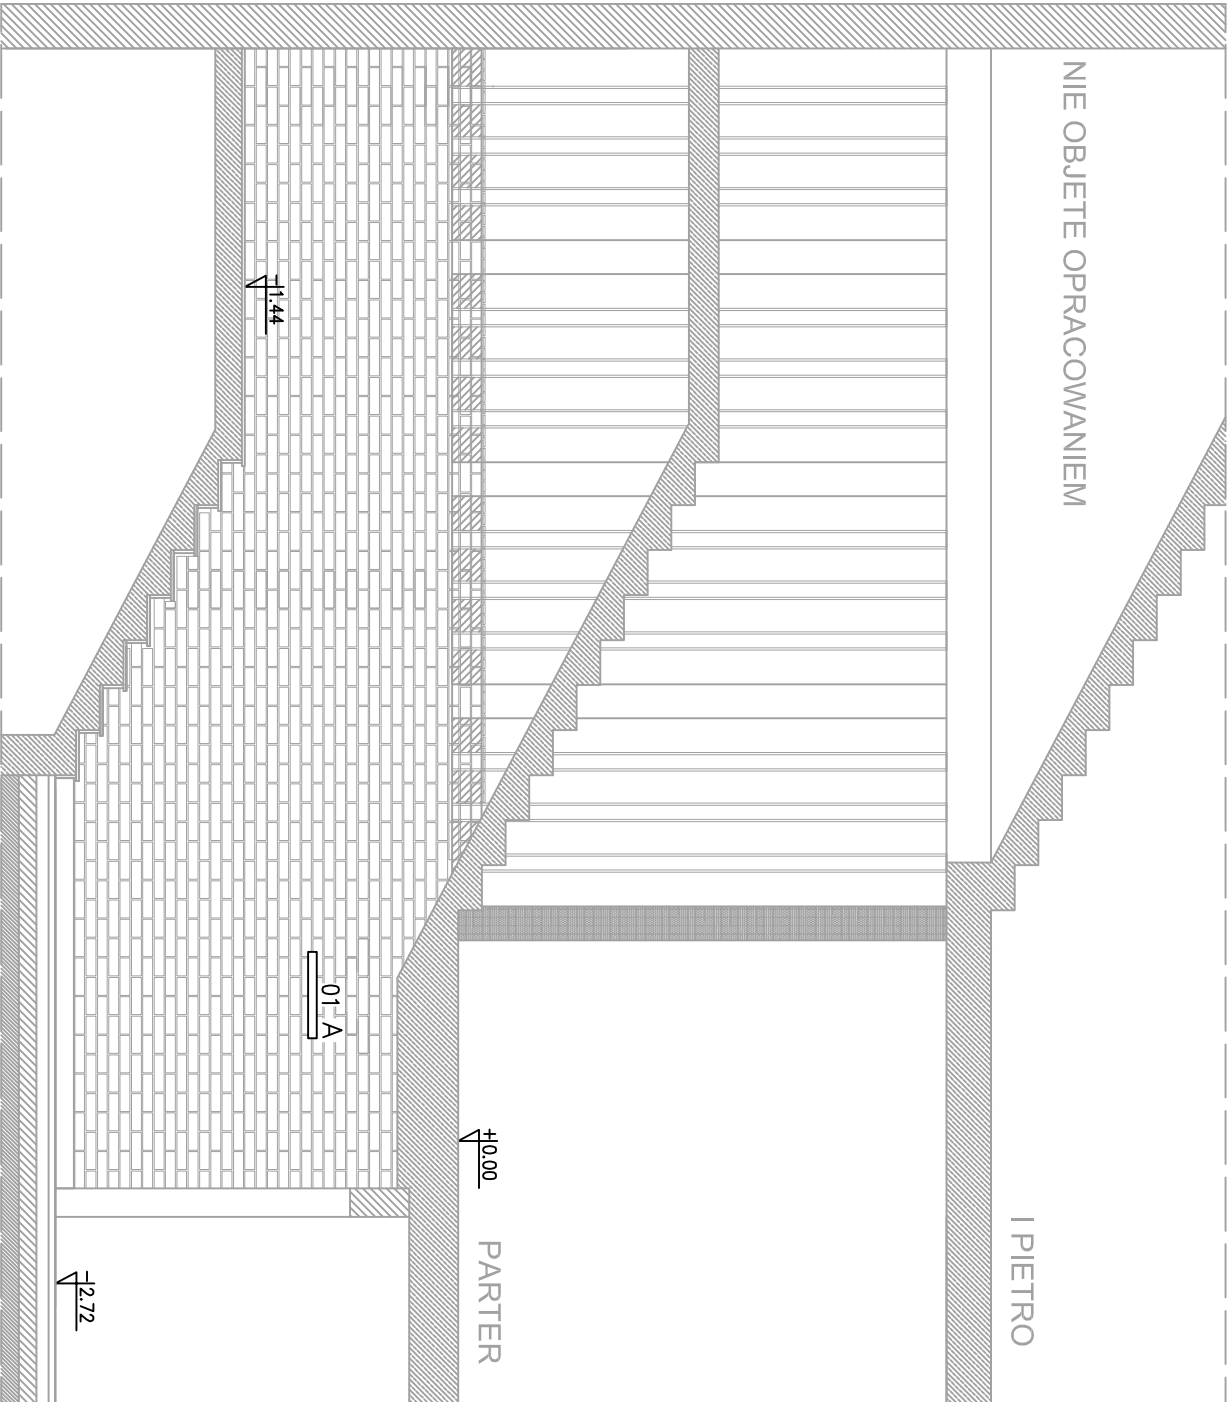 NIE OBJETE OPRACOWANIEM
I PIETRO
+0.00
PARTER
-1.44
01 A
-2.72